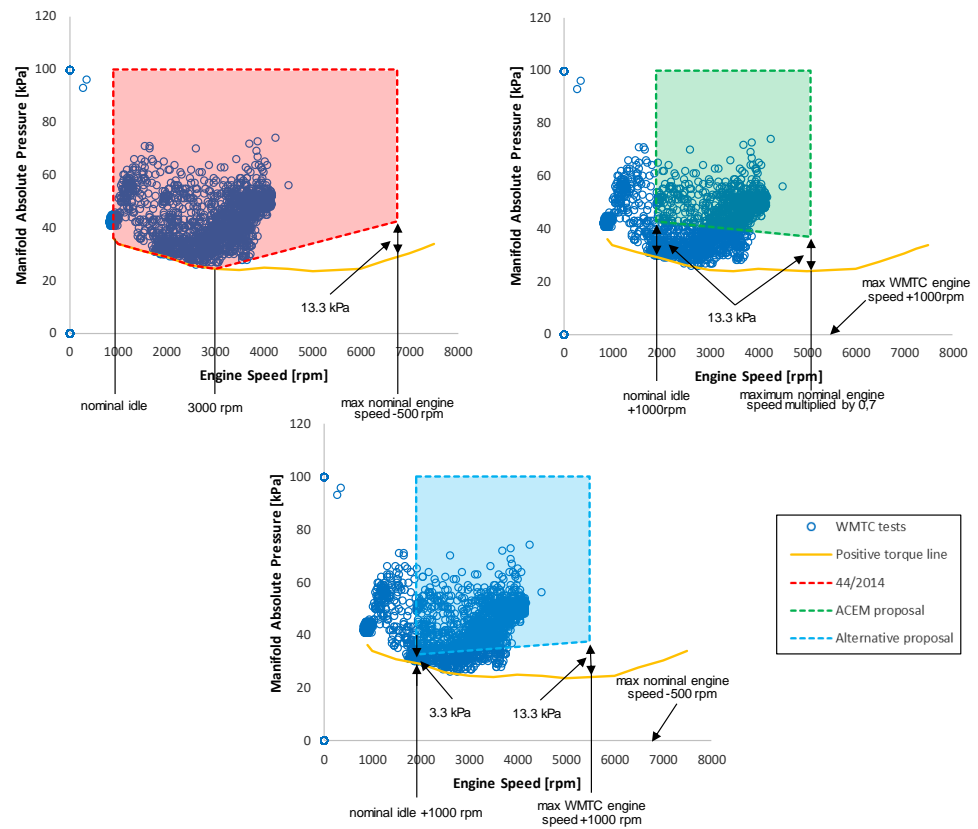 120
100
80
60
40
20
0
Manifold Absolute Pressure [kPa]
13.3 kPa
0 1000 2000 3000 4000 5000 6000 7000 8000
Engine Speed [rpm]
nominal idle
3000 rpm
max nominal engine
speed -500 rpm
120
100
80
60
40
20
0
Manifold Absolute Pressure [kPa]
max WMTC engine
speed +1000rpm
13.3 kPa
0 1000 2000 3000 4000 5000 6000 7000 8000
Engine Speed [rpm]
nominal idle
+1000rpm
maximum nominal engine
speed multiplied by 0,7
120
100
80
60
40
20
0
Manifold Absolute Pressure [kPa]
max nominal engine
speed -500 rpm
3.3 kPa
13.3 kPa
0 1000 2000 3000 4000 5000 6000 7000 8000
Engine Speed [rpm]
nominal idle +1000 rpm
max WMTC engine
speed +1000 rpm
WMTC tests
Positive torque line
44/2014
ACEM proposal
Alternative proposal